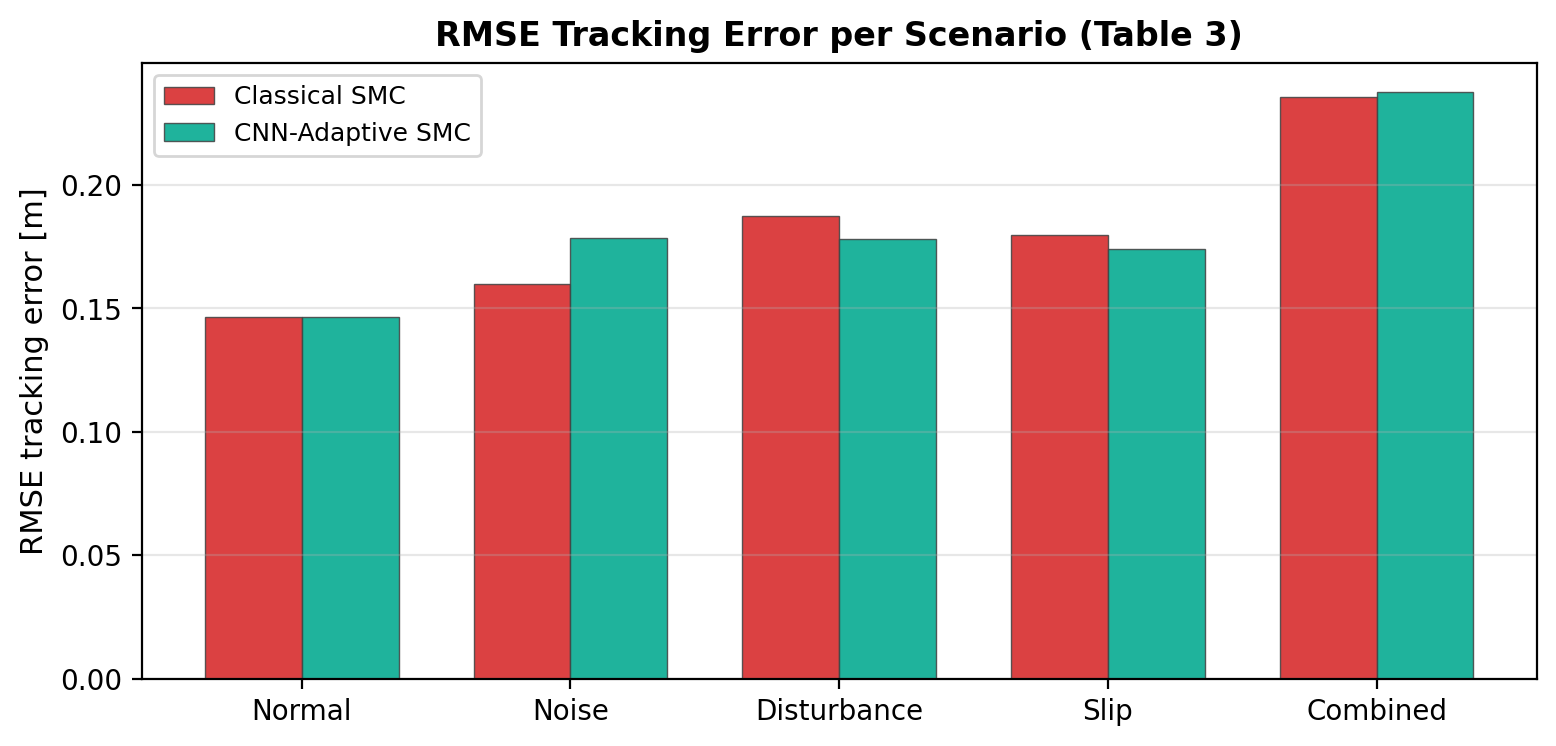 RMSE Tracking Error per Scenario (Table 3)
Classical SMC
CNN-Adaptive SMC
RMSE tracking error [m]
0.20
0.15
0.10
0.05
0.00
Normal
Noise
Disturbance
Slip
Combined